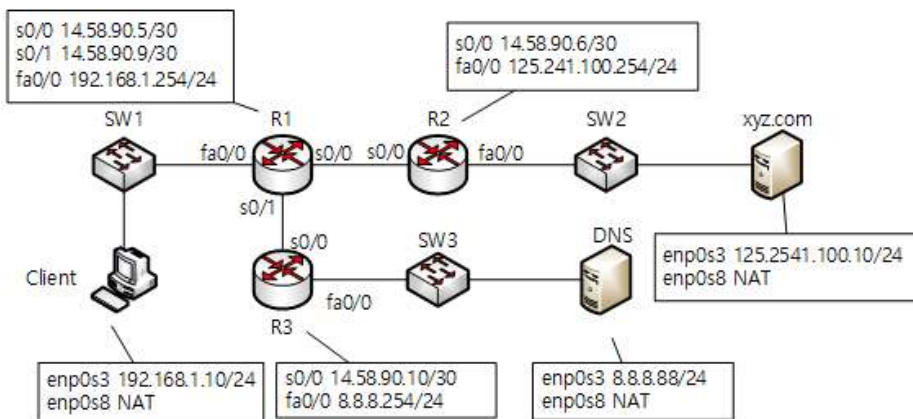 s0/0 14.58.90.5/30
s0/1 14.58.90.9/30
fa0/0 192.168.1.254/24
s0/0 14.58.90.6/30
fa0/0 125.241.100.254/24
SW1
R1
R2
SW2
xyz.com
fa0/0
s0/0
s0/0
fa0/0
s0/1
s0/0
SW3
DNS
enp0s3 125.2541.100.10/24
enp0s8 NAT
Client
fa0/0
R3
enp0s3 192.168.1.10/24
enp0s8 NAT
s0/0 14.58.90.10/30
fa0/0 8.8.8.254/24
enp0s3 8.8.8.88/24
enp0s8 NAT